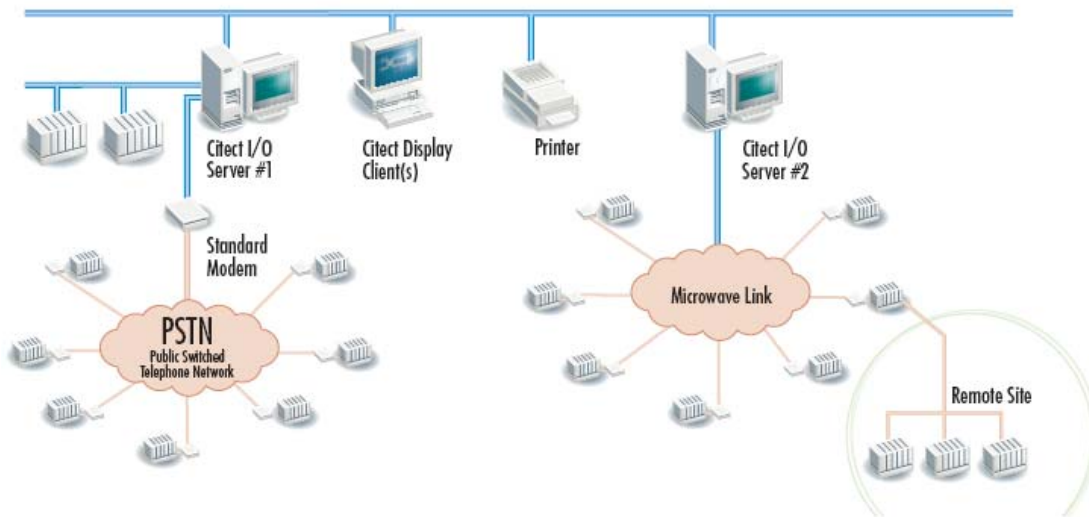 Citect I/O
Server #1
Citect Display
Client(s)
Printer
Citect I/O
Server #2
Standard
Modem
PSTN
Public Switched
Telephone Network
Microwave Link
Remote Site